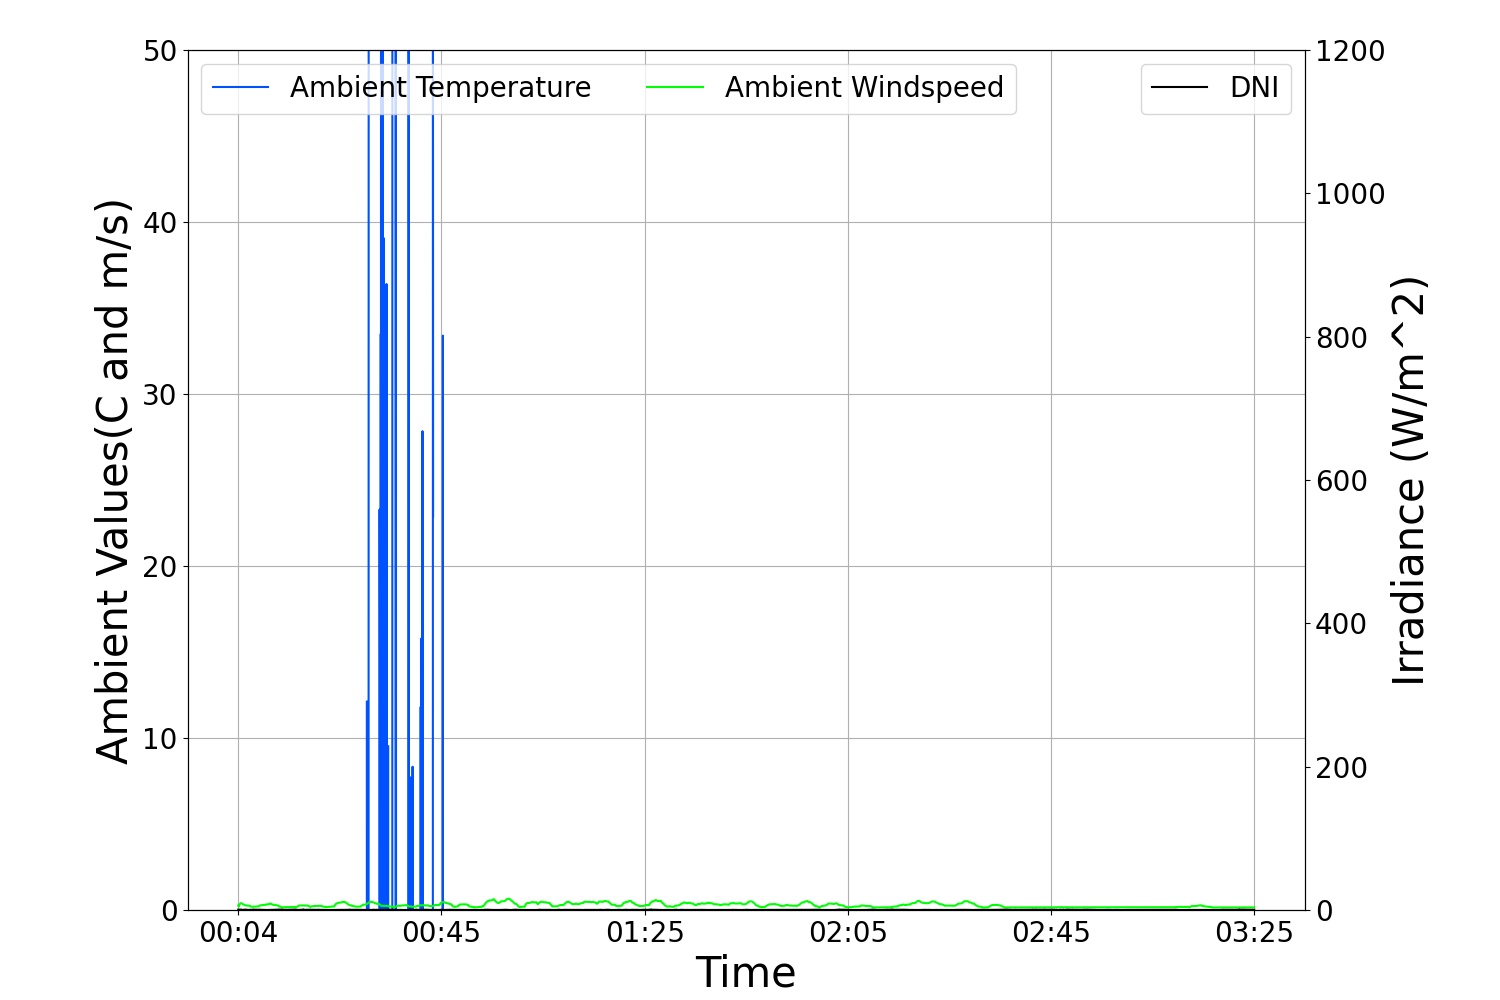 Ambient Temperature
Ambient Windspeed
DNI
Ambient Values(C and m/s)
50
40
30
20
10
0
Irradiance (W/m^2)
1200
1000
800
600
400
200
0
00:04 00:45 01:25 02:05 02:45 03:25
Time